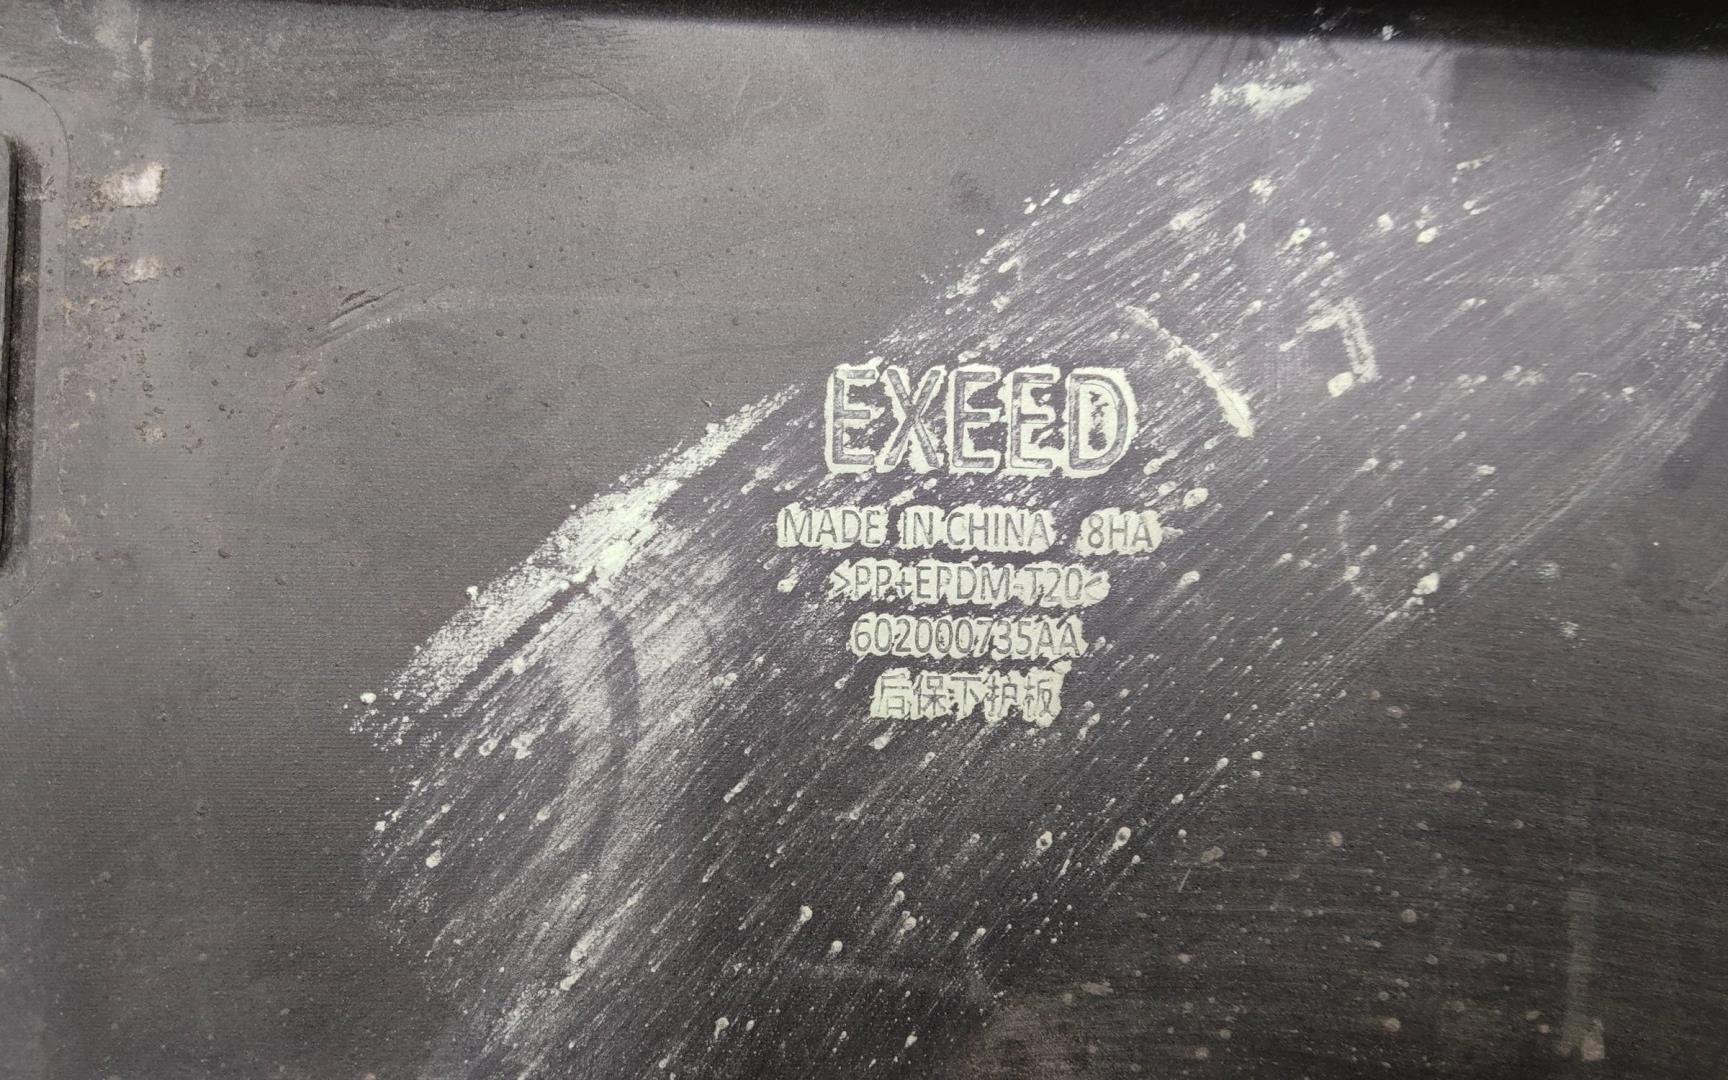 EXEED
MADE IN CHINA 8HA
>PP+EPDM-T20<
602000735AA
后保下护板